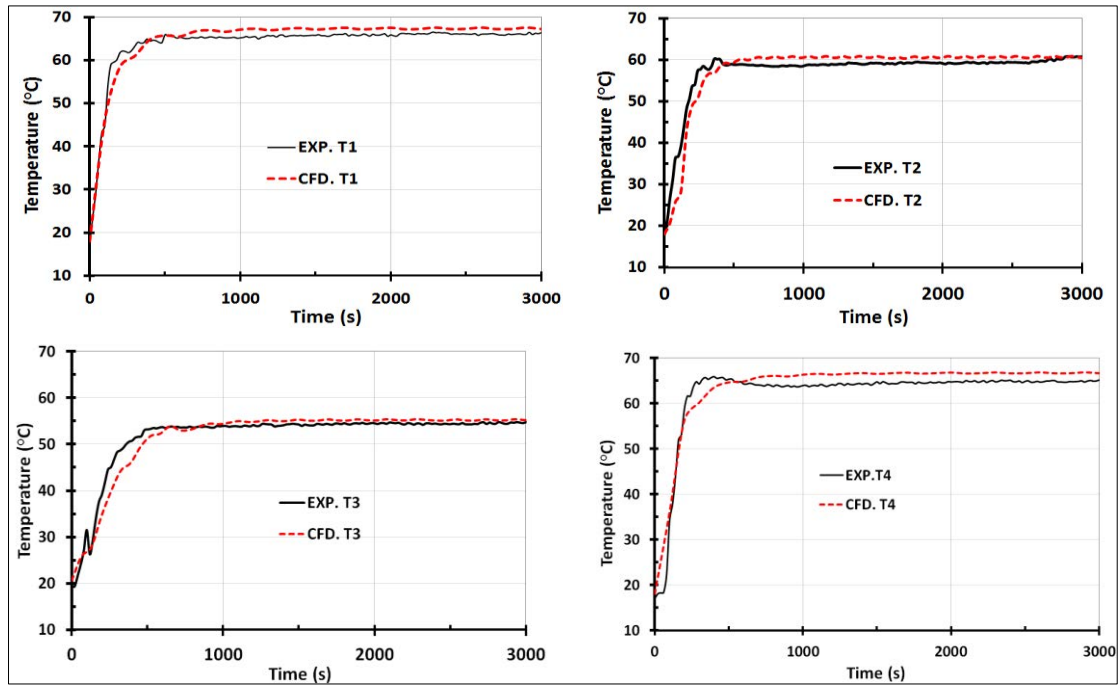 70
60
50
40
30
20
10
Temperature (°C)
EXP. T1
CFD. T1
0 1000 2000 3000
Time (s)
70
60
50
40
30
20
10
Temperature (°C)
EXP. T2
CFD. T2
0 1000 2000 3000
Time (s)
70
60
50
40
30
20
10
Temperature (°C)
EXP. T3
CFD. T3
0 1000 2000 3000
Time (s)
70
60
50
40
30
20
10
Temperature (°C)
EXP.T4
CFD. T4
0 500 1000 1500 2000 2500 3000
Time (s)